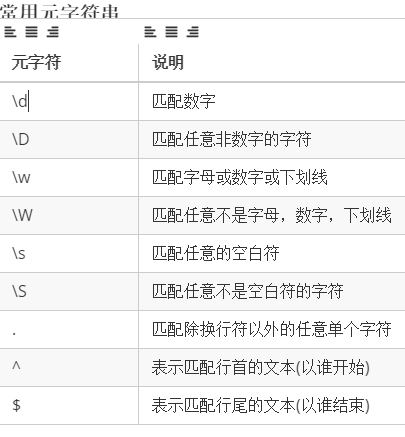 常用元字符串
元字符 说明
\d 匹配数字
\D 匹配任意非数字的字符
\w 匹配字母或数字或下划线
\W 匹配任意不是字母，数字，下划线
\s 匹配任意的空白符
\S 匹配任意不是空白符的字符
. 匹配除换行符以外的任意单个字符
^ 表示匹配行首的文本(以谁开始)
$ 表示匹配行尾的文本(以谁结束)